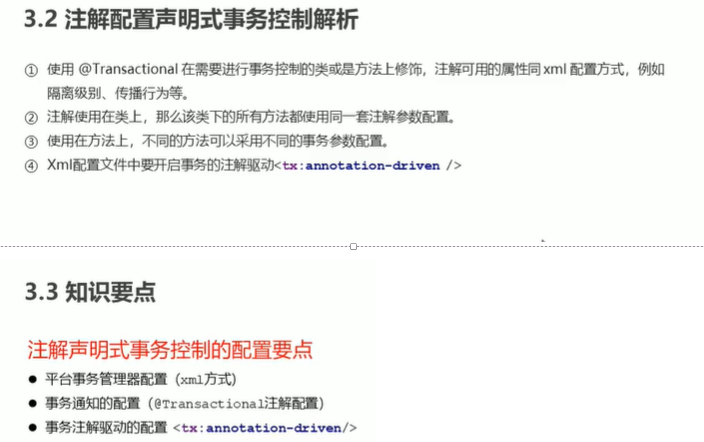 3.2 注解配置声明式事务控制解析
① 使用 @Transactional 在需要进行事务控制的类或是方法上修饰，注解可用的属性同 xml 配置方式，例如
隔离级别、传播行为等。
② 注解使用在类上，那么该类下的所有方法都使用同一套注解参数配置。
③ 使用在方法上，不同的方法可以采用不同的事务参数配置。
④ Xml配置文件中要开启事务的注解驱动<tx:annotation-driven />
3.3 知识要点
注解声明式事务控制的配置要点
● 平台事务管理器配置（xml方式）
● 事务通知的配置（@Transactional注解配置）
● 事务注解驱动的配置 <tx:annotation-driven/>